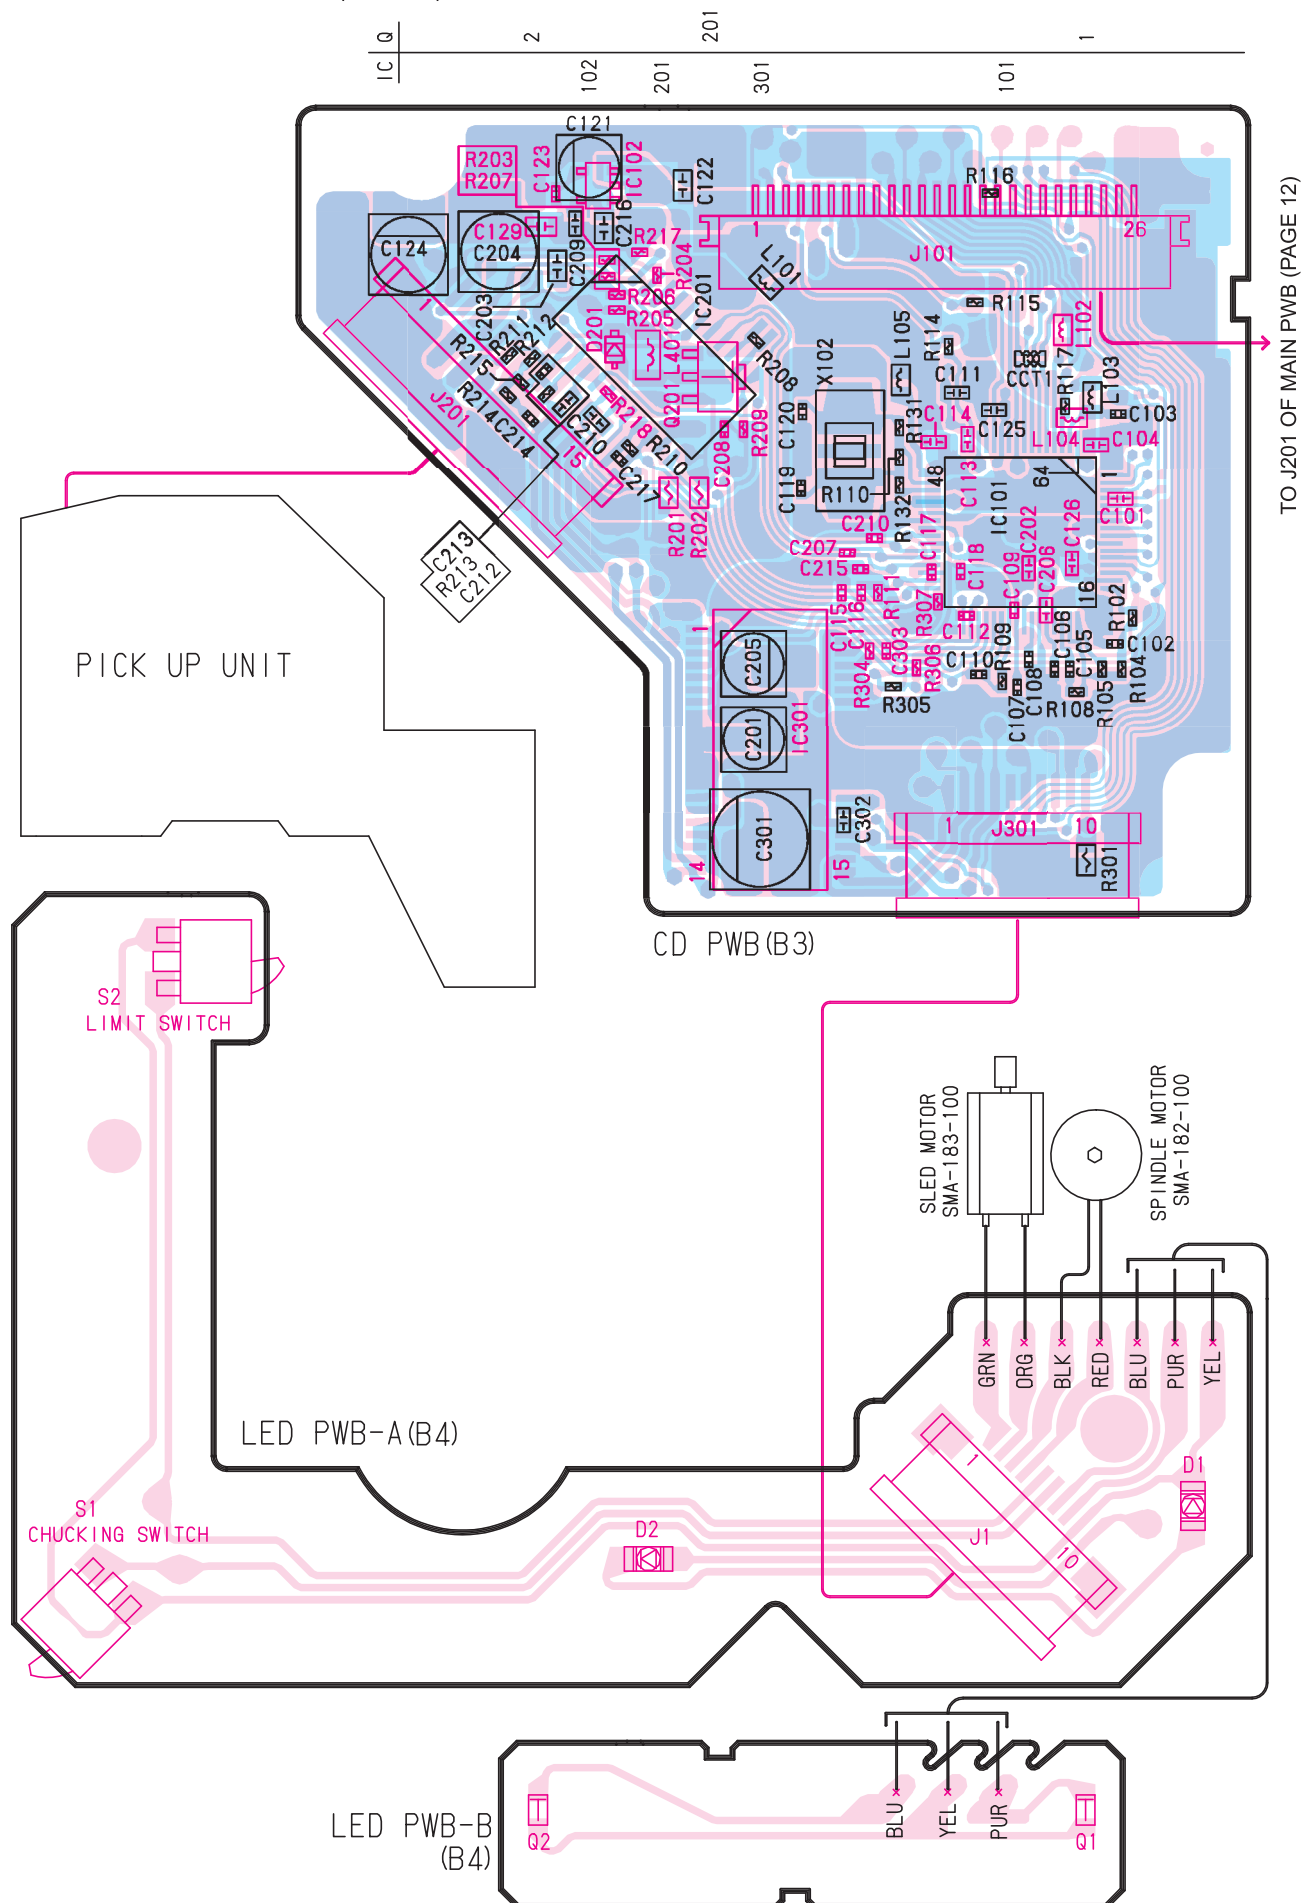 IC Q
2
201
1
102
201
301
101
C121
R203
R207
C123
IC102
C122
R116
C124
C129
C204
C209
C216
R217
R204
1
26
J101
L101
TO J201 OF MAIN PWB (PAGE 12)
1
C203
R206
R205
IC201
R115
R211
R212
D201
L401
L105
R114
L102
R215
X102
R208
CCT1
R117
L103
C111
R214
J201
C214
15
C210
R218
R210
Q201
C208
R209
C120
R131
C114
C125
L104
C103
C104
C217
R201
R202
C119
R110
R132
48
C113
IC101
64
1
C101
C213
R213
C212
C210
C207
C215
C117
C118
C202
C126
C109
C206
16
R102
C115
C116
R111
R307
C112
1
C205
R304
C303
R306
C110
R109
C106
C105
C102
R305
C107
C108
R108
R105
R104
C201
IC301
PICK UP UNIT
C301
14
15
C302
1
J301
10
R301
CD PWB(B3)
S2
LIMIT SWITCH
SLED MOTOR
SMA-183-100
SPINDLE MOTOR
SMA-182-100
GRN
ORG
BLK
RED
BLU
PUR
YEL
LED PWB-A(B4)
S1
CHUCKING SWITCH
D2
1
J1
10
D1
LED PWB-B
(B4)
Q2
BLU
YEL
PUR
Q1